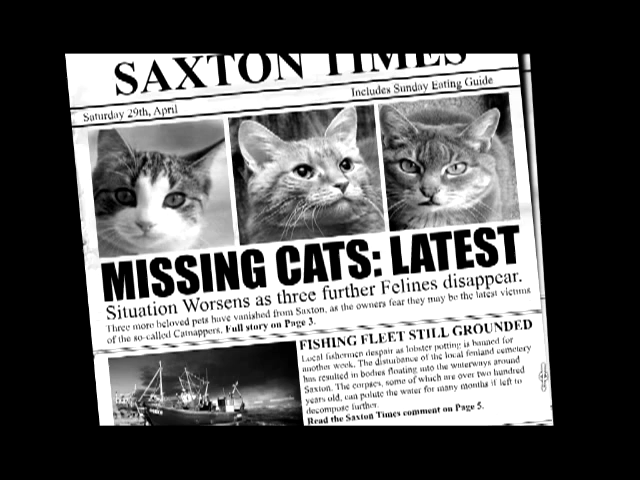 SAXTON TIMES
Saturday 29th, April
Includes Sunday Eating Guide
MISSING CATS: LATEST
Situation Worsens as three further Felines disappear.
Three more beloved pets have vanished from Saxton, as the owners fear they may be the latest victims
of the so-called Catnappers. Full story on Page 3.
FISHING FLEET STILL GROUNDED
Local fishermen despair as lobster potting is banned for
another week. The disturbance of the local fenland cemetery
has resulted in bodies floating into the waterways around
Saxton. The corpses, some of which are over two hundred
years old, can polute the water for many months if left to
decompose further.
Read the Saxton Times comment on Page 5.